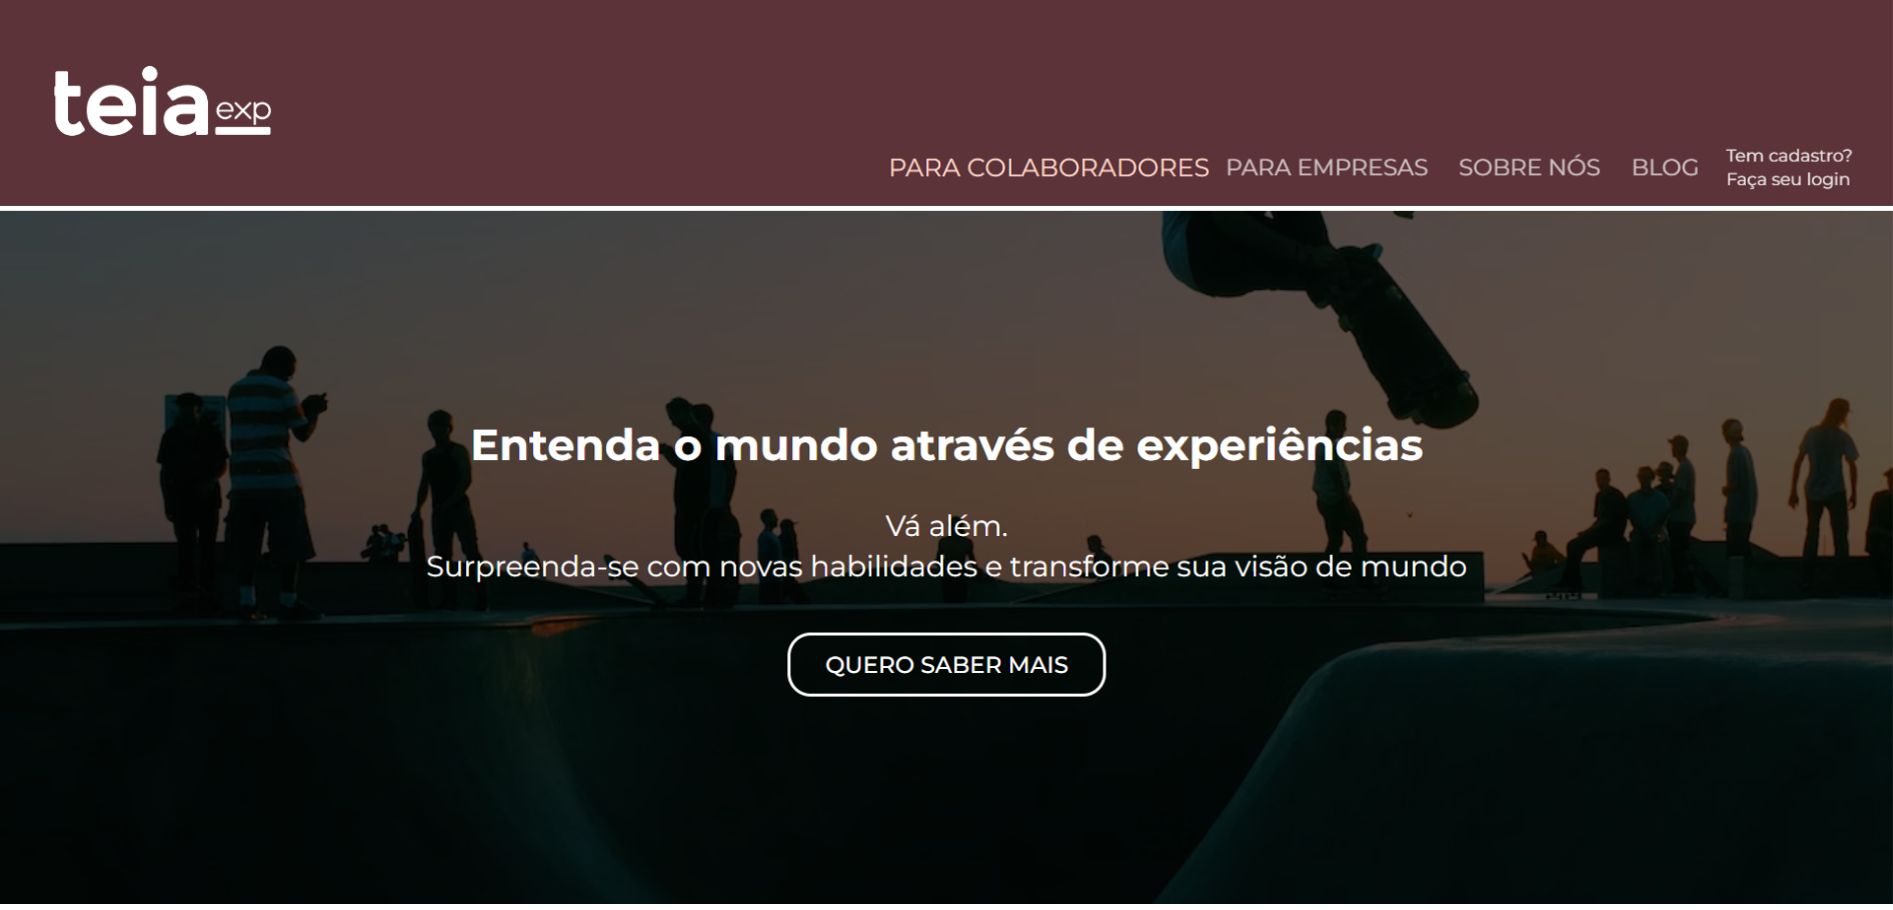 teia exp
PARA COLABORADORES PARA EMPRESAS SOBRE NÓS BLOG
Tem cadastro?
Faça seu login
Entenda o mundo através de experiências
Vá além.
Surpreenda-se com novas habilidades e transforme sua visão de mundo
QUERO SABER MAIS